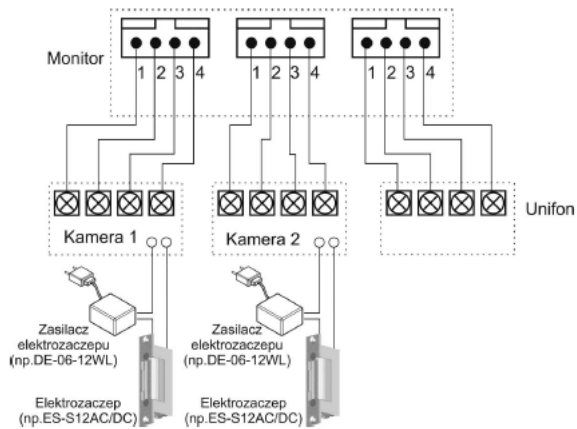 Monitor
1 2 3 4
1 2 3 4
1 2 3 4
Kamera 1
Kamera 2
Unifon
Zasilacz
elektrozaczepu
(np.DE-06-12WL)
Zasilacz
elektrozaczepu
(np.DE-06-12WL)
Elektrozaczep
(np.ES-S12AC/DC)
Elektrozaczep
(np.ES-S12AC/DC)